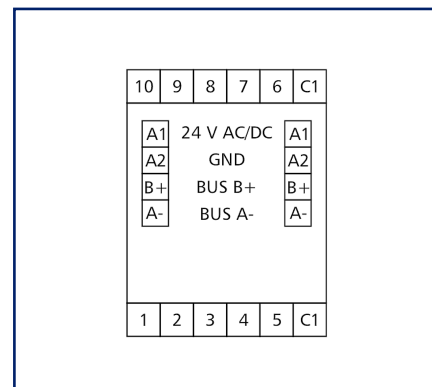 10 9 8 7 6 C1
A1 24 V AC/DC A1
A2 GND A2
B+ BUS B+ B+
A- BUS A- A-
1 2 3 4 5 C1